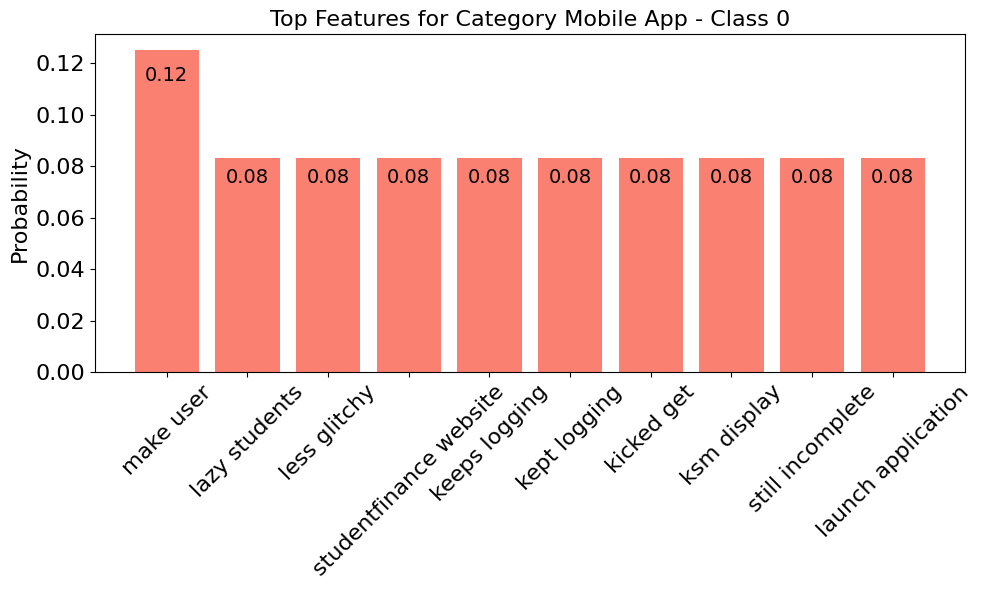 Top Features for Category Mobile App - Class 0
Probability
0.12
0.10
0.08
0.06
0.04
0.02
0.00
0.12
0.08
0.08
0.08
0.08
0.08
0.08
0.08
0.08
0.08
make user
lazy students
less glitchy
studentfinance website
keeps logging
kept logging
kicked get
ksm display
still incomplete
launch application